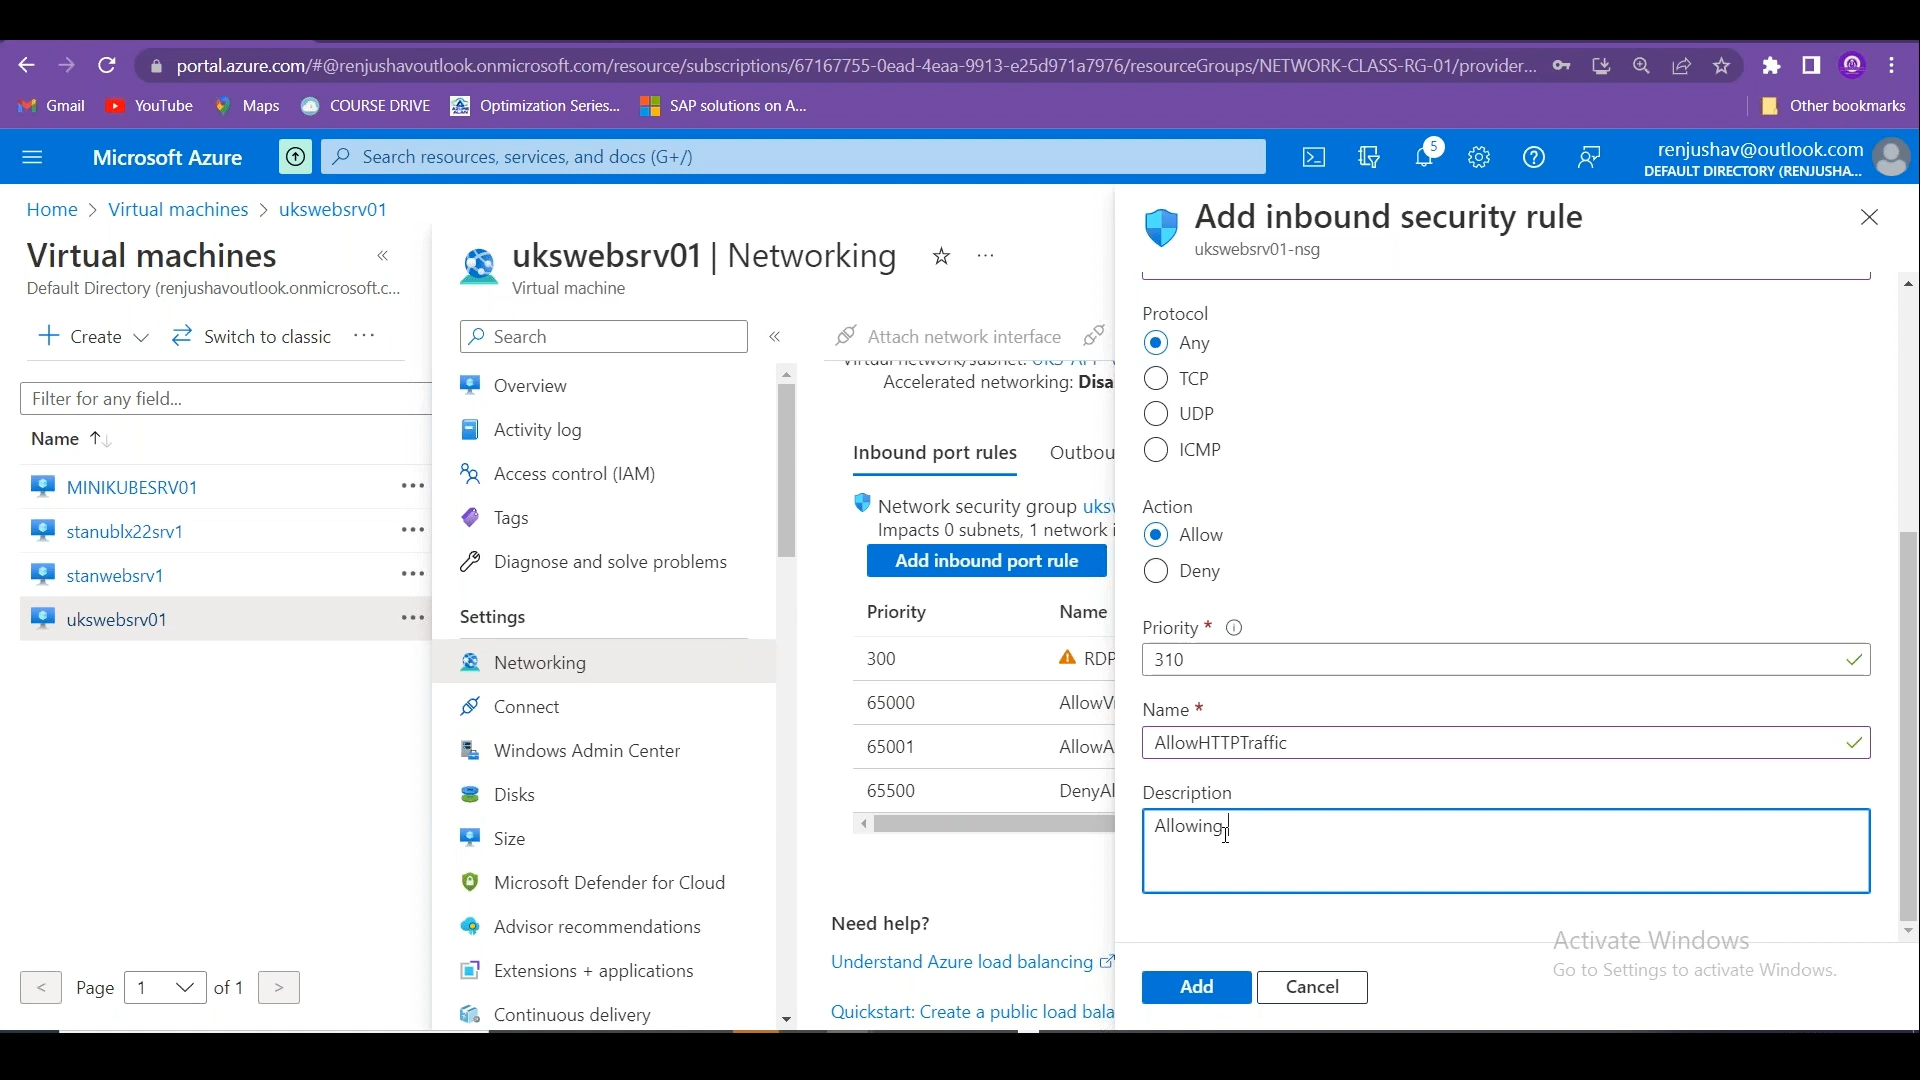 portal.azure.com/#@renjushavoutlook.onmicrosoft.com/resource/subscriptions/67167755-0ead-4eaa-9913-e25d971a7976/resourceGroups/NETWORK-CLASS-RG-01/provider...
Gmail YouTube Maps COURSE DRIVE Optimization Series... SAP solutions on A... Other bookmarks
Microsoft Azure Search resources, services, and docs (G+/) 5 renjushav@outlook.com
DEFAULT DIRECTORY (RENJUSHA...
Home > Virtual machines > ukswebsrv01
Virtual machines «
Default Directory (renjushavoutlook.onmicrosoft.c...
+ Create Switch to classic ...
Filter for any field...
Name ↑↓
MINIKUBESRV01 ...
stanublx22srv1 ...
stanwebsrv1 ...
ukswebsrv01 ...
< Page 1 of 1 >
ukswebsrv01 | Networking ☆ ...
Virtual machine
Search «
Overview
Activity log
Access control (IAM)
Tags
Diagnose and solve problems
Settings
Networking
Connect
Windows Admin Center
Disks
Size
Microsoft Defender for Cloud
Advisor recommendations
Extensions + applications
Continuous delivery
Attach network interface
Virtual network/subnet:
Accelerated networking: Disa
Inbound port rules Outbou
Network security group uksw
Impacts 0 subnets, 1 network i
Add inbound port rule
Priority Name
300 RDP
65000 AllowV
65001 AllowA
65500 DenyAl
Need help?
Understand Azure load balancing
Quickstart: Create a public load bala
Add inbound security rule
ukswebsrv01-nsg
Protocol
Any
TCP
UDP
ICMP
Action
Allow
Deny
Priority *
310
Name *
AllowHTTPTraffic
Description
Allowing
Add Cancel
Activate Windows
Go to Settings to activate Windows.